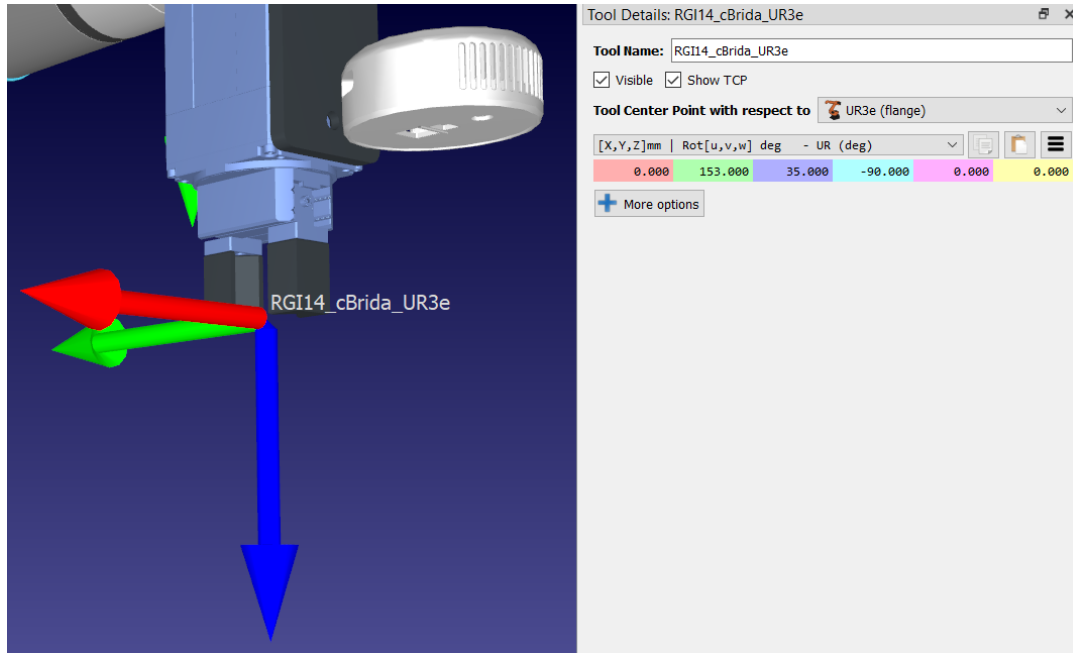 Tool Details: RGI14_cBrida_UR3e
Tool Name: RGI14_cBrida_UR3e
Visible Show TCP
Tool Center Point with respect to UR3e (flange)
[X,Y,Z]mm | Rot[u,v,w] deg - UR (deg)
0.000 153.000 35.000 -90.000 0.000 0.000
More options
RGI14_cBrida_UR3e